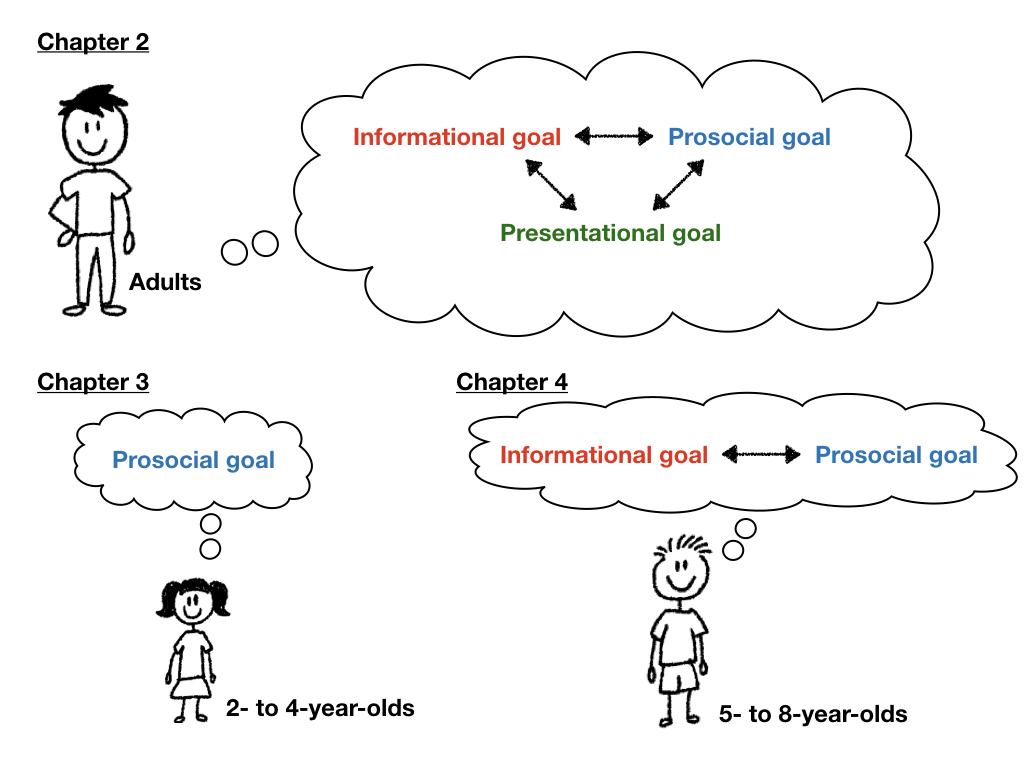 Chapter 2
Informational goal
Prosocial goal
Presentational goal
Adults
Chapter 3
Prosocial goal
2- to 4-year-olds
Chapter 4
Informational goal
Prosocial goal
5- to 8-year-olds